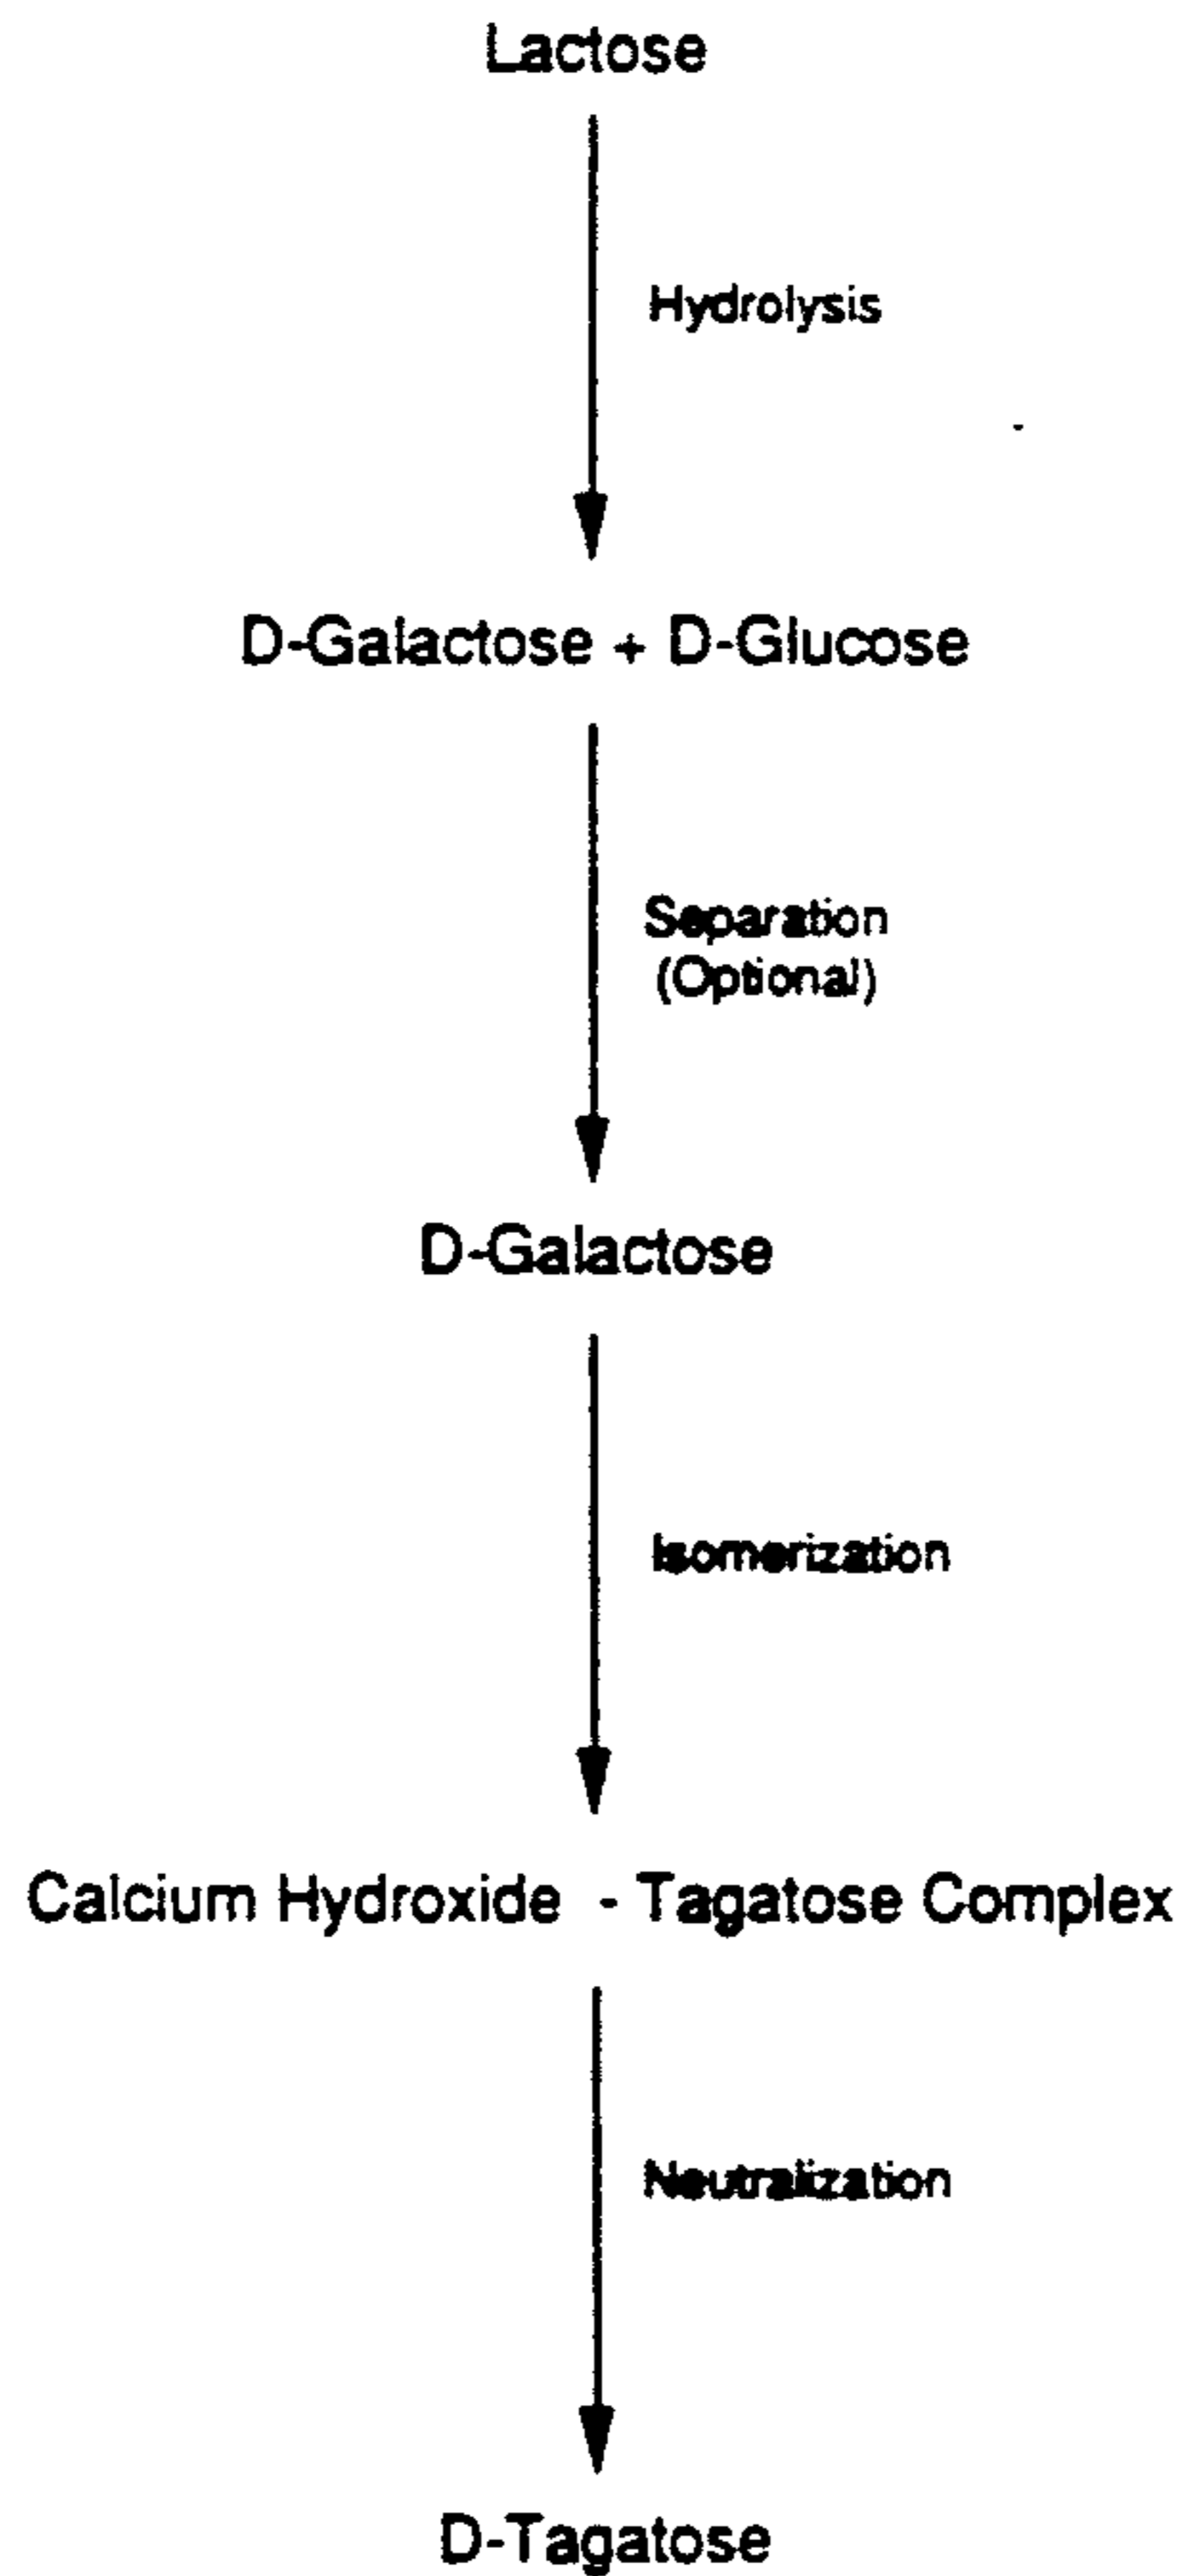 Lactose
Hydrolysis
D-Galactose + D-Glucose
Separation
(Optional)
D-Galactose
Isomerization
Calcium Hydroxide - Tagatose Complex
Neutralization
D-Tagatose